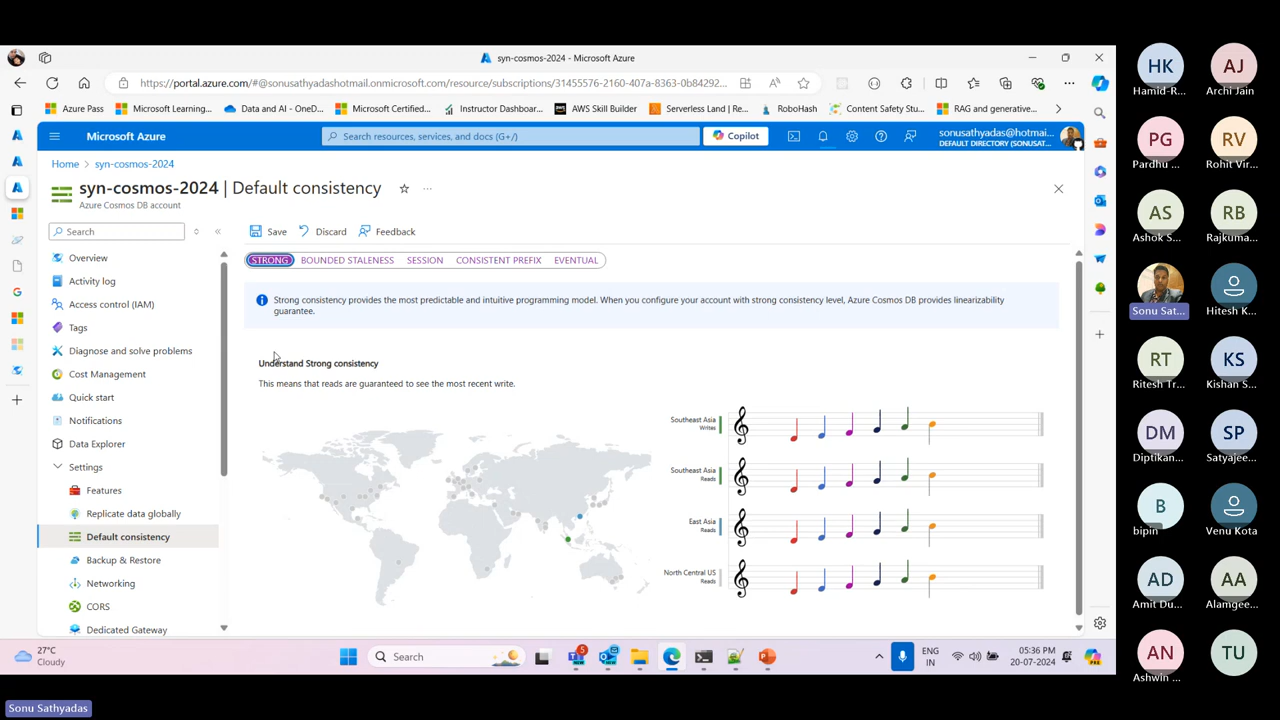 syn-cosmos-2024 - Microsoft Azure
https://portal.azure.com/#@sonusathyadashotmail.onmicrosoft.com/resource/subscriptions/31455576-2160-407a-8363-0b84292...
Azure Pass
Microsoft Learning...
Data and AI - OneD...
Microsoft Certified...
Instructor Dashboar...
AWS Skill Builder
Serverless Land | Re...
RoboHash
Content Safety Stu...
RAG and generative...
Microsoft Azure
Search resources, services, and docs (G+/)
Copilot
sonusathyadas@hotmai...
DEFAULT DIRECTORY (SONUSAT...
Home > syn-cosmos-2024
syn-cosmos-2024 | Default consistency
Azure Cosmos DB account
Search
Save
Discard
Feedback
Overview
Activity log
Access control (IAM)
Tags
Diagnose and solve problems
Cost Management
Quick start
Notifications
Data Explorer
Settings
Features
Replicate data globally
Default consistency
Backup & Restore
Networking
CORS
Dedicated Gateway
STRONG
BOUNDED STALENESS
SESSION
CONSISTENT PREFIX
EVENTUAL
Strong consistency provides the most predictable and intuitive programming model. When you configure your account with strong consistency level, Azure Cosmos DB provides linearizability
guarantee.
Understand Strong consistency
This means that reads are guaranteed to see the most recent write.
Southeast Asia
Writes
Southeast Asia
Reads
East Asia
Reads
North Central US
Reads
27°C
Cloudy
Search
5
ENG
IN
05:36 PM
20-07-2024
HK
Hamid-R...
AJ
Archi Jain
PG
Pardhu ...
RV
Rohit Vir...
AS
Ashok S...
RB
Rajkuma...
Sonu Sat...
Hitesh K...
RT
Ritesh Tr...
KS
Kishan S...
DM
Diptikan...
SP
Satyajee...
B
bipin
Venu Kota
AD
Amit Du...
AA
Alamgee...
AN
Ashwin ...
TU
Sonu Sathyadas